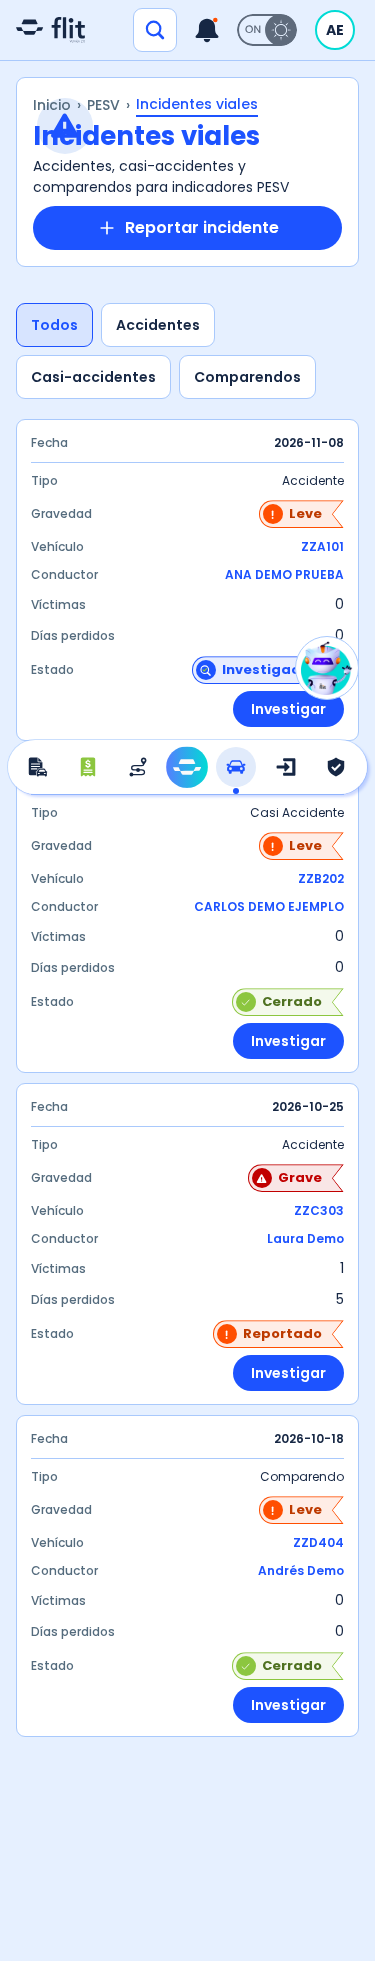 flit
ON
AE
Inicio › PESV › Incidentes viales
Incidentes viales
Accidentes, casi-accidentes y
comparendos para indicadores PESV
Reportar incidente
Todos
Accidentes
Casi-accidentes
Comparendos
Fecha 2026-11-08
Tipo Accidente
Gravedad Leve
Vehículo ZZA101
Conductor ANA DEMO PRUEBA
Víctimas 0
Días perdidos 0
Estado
Investigar
Tipo Casi Accidente
Gravedad Leve
Vehículo ZZB202
Conductor CARLOS DEMO EJEMPLO
Víctimas 0
Días perdidos 0
Estado Cerrado
Investigar
Fecha 2026-10-25
Tipo Accidente
Gravedad Grave
Vehículo ZZC303
Conductor Laura Demo
Víctimas 1
Días perdidos 5
Estado Reportado
Investigar
Fecha 2026-10-18
Tipo Comparendo
Gravedad Leve
Vehículo ZZD404
Conductor Andrés Demo
Víctimas 0
Días perdidos 0
Estado Cerrado
Investigar